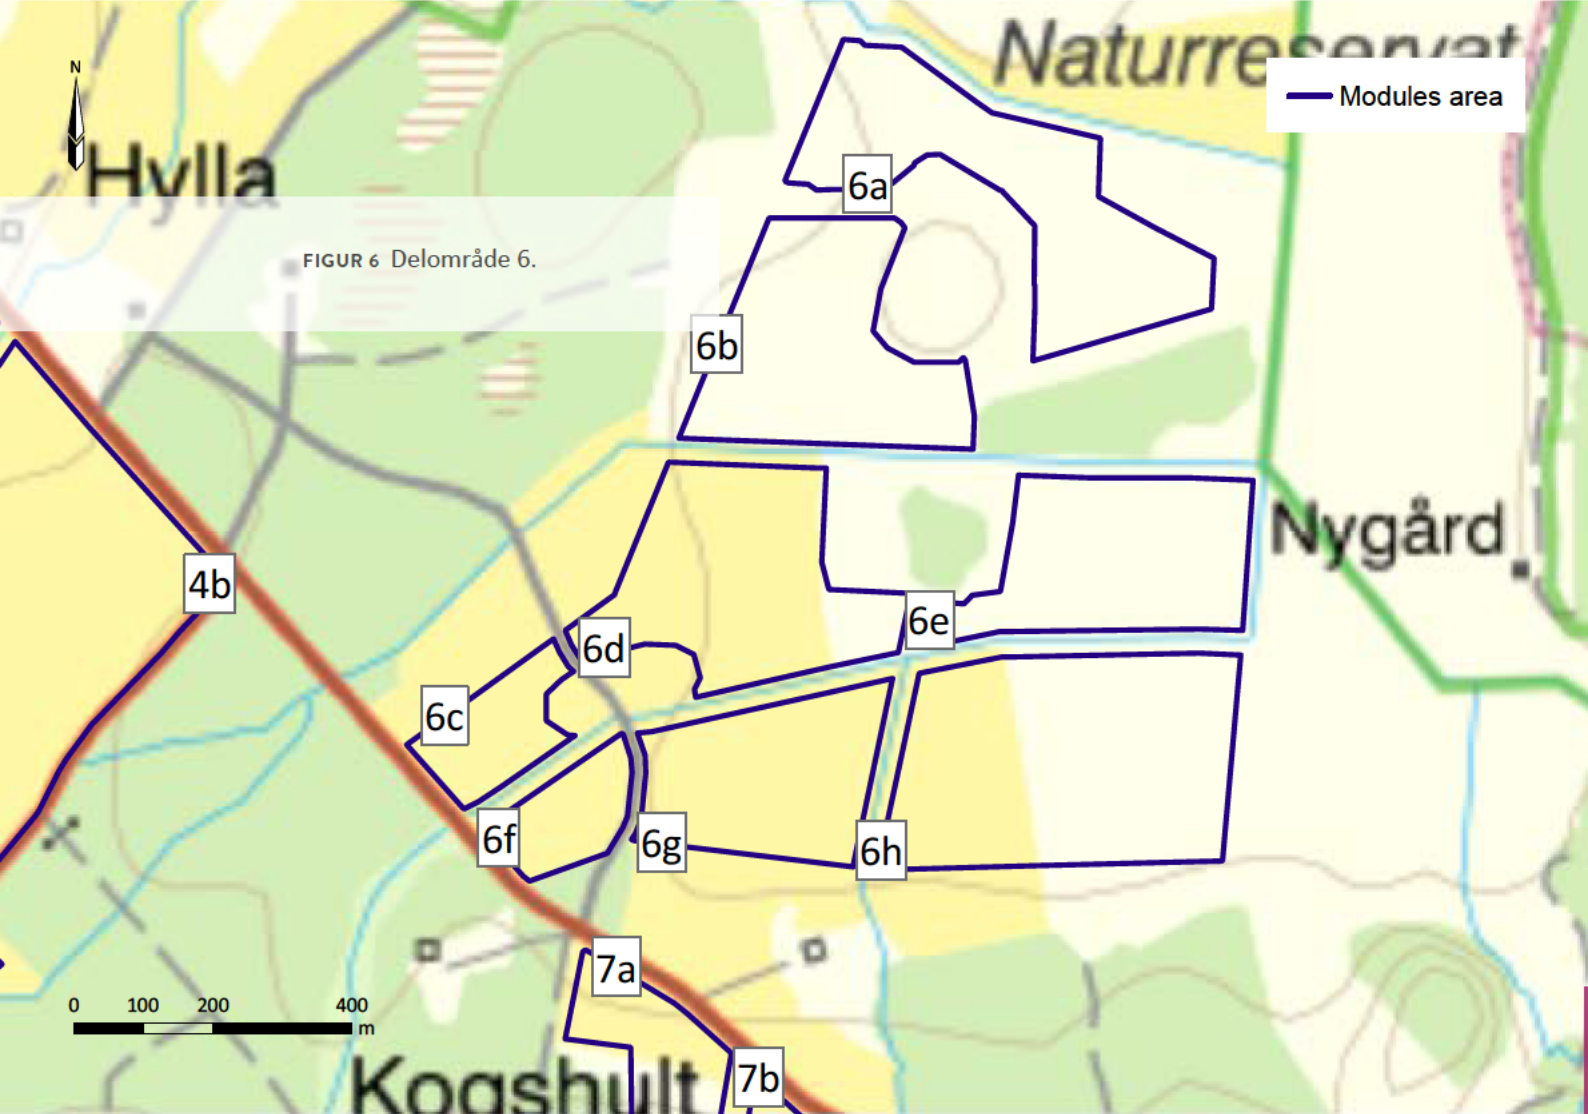 Naturreservat
Modules area
N
Hylla
6a
FIGUR 6 Delområde 6.
6b
Nygård
4b
6e
6d
6c
6f
6g
6h
7a
0 100 200 400
m
Kogshult
7b